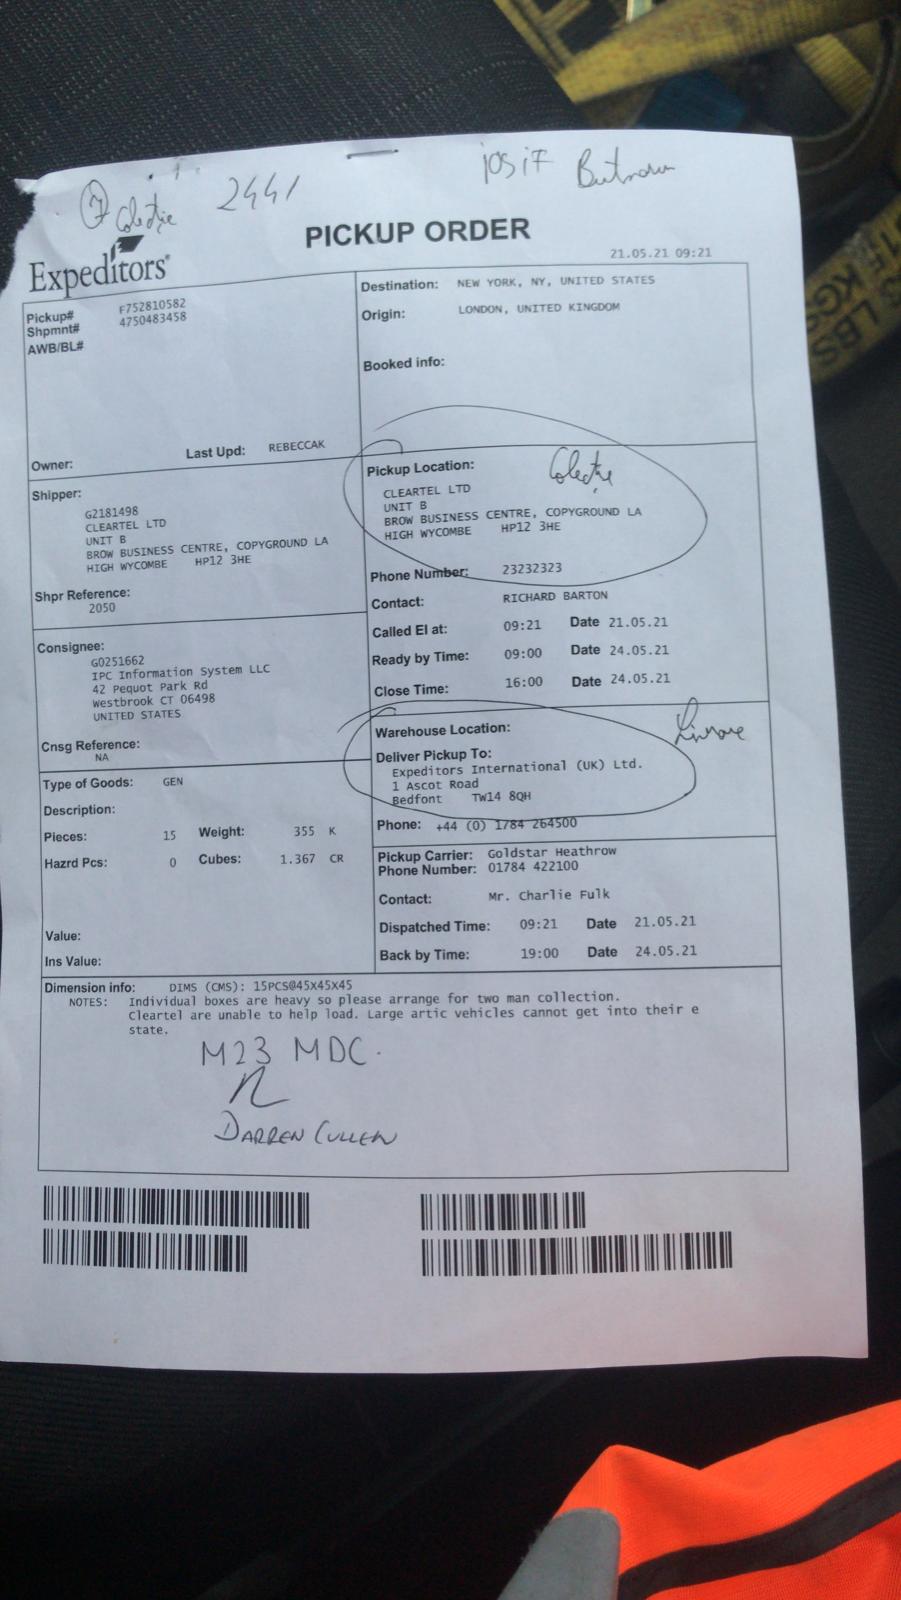 7 Colectie 2441 iosif
PICKUP ORDER
21.05.21 09:21
Expeditors®
Pickup# F752810582
Shpmnt# 4750483458
AWB/BL#
Owner: Last Upd: REBECCAK
Destination: NEW YORK, NY, UNITED STATES
Origin: LONDON, UNITED KINGDOM
Booked info:
Shipper:
G2181498
CLEARTEL LTD
UNIT B
BROW BUSINESS CENTRE, COPYGROUND LA
HIGH WYCOMBE HP12 3HE
Shpr Reference:
2050
Pickup Location: Colectie
CLEARTEL LTD
UNIT B
BROW BUSINESS CENTRE, COPYGROUND LA
HIGH WYCOMBE HP12 3HE
Phone Number: 23232323
Contact: RICHARD BARTON
Called EI at: 09:21 Date 21.05.21
Ready by Time: 09:00 Date 24.05.21
Close Time: 16:00 Date 24.05.21
Consignee:
G0251662
IPC Information System LLC
42 Pequot Park Rd
Westbrook CT 06498
UNITED STATES
Cnsg Reference:
NA
Warehouse Location:
Deliver Pickup To:
Expeditors International (UK) Ltd.
1 Ascot Road
Bedfont TW14 8QH
Phone: +44 (0) 1784 264500
Type of Goods: GEN
Description:
Pieces: 15 Weight: 355 K
Hazrd Pcs: 0 Cubes: 1.367 CR
Value:
Ins Value:
Pickup Carrier: Goldstar Heathrow
Phone Number: 01784 422100
Contact: Mr. Charlie Fulk
Dispatched Time: 09:21 Date 21.05.21
Back by Time: 19:00 Date 24.05.21
Dimension info: DIMS (CMS): 15PCS@45X45X45
NOTES: Individual boxes are heavy so please arrange for two man collection.
Cleartel are unable to help load. Large artic vehicles cannot get into their e
state.
M23 MDC.
DARREN CULLEN
LBS
KGS